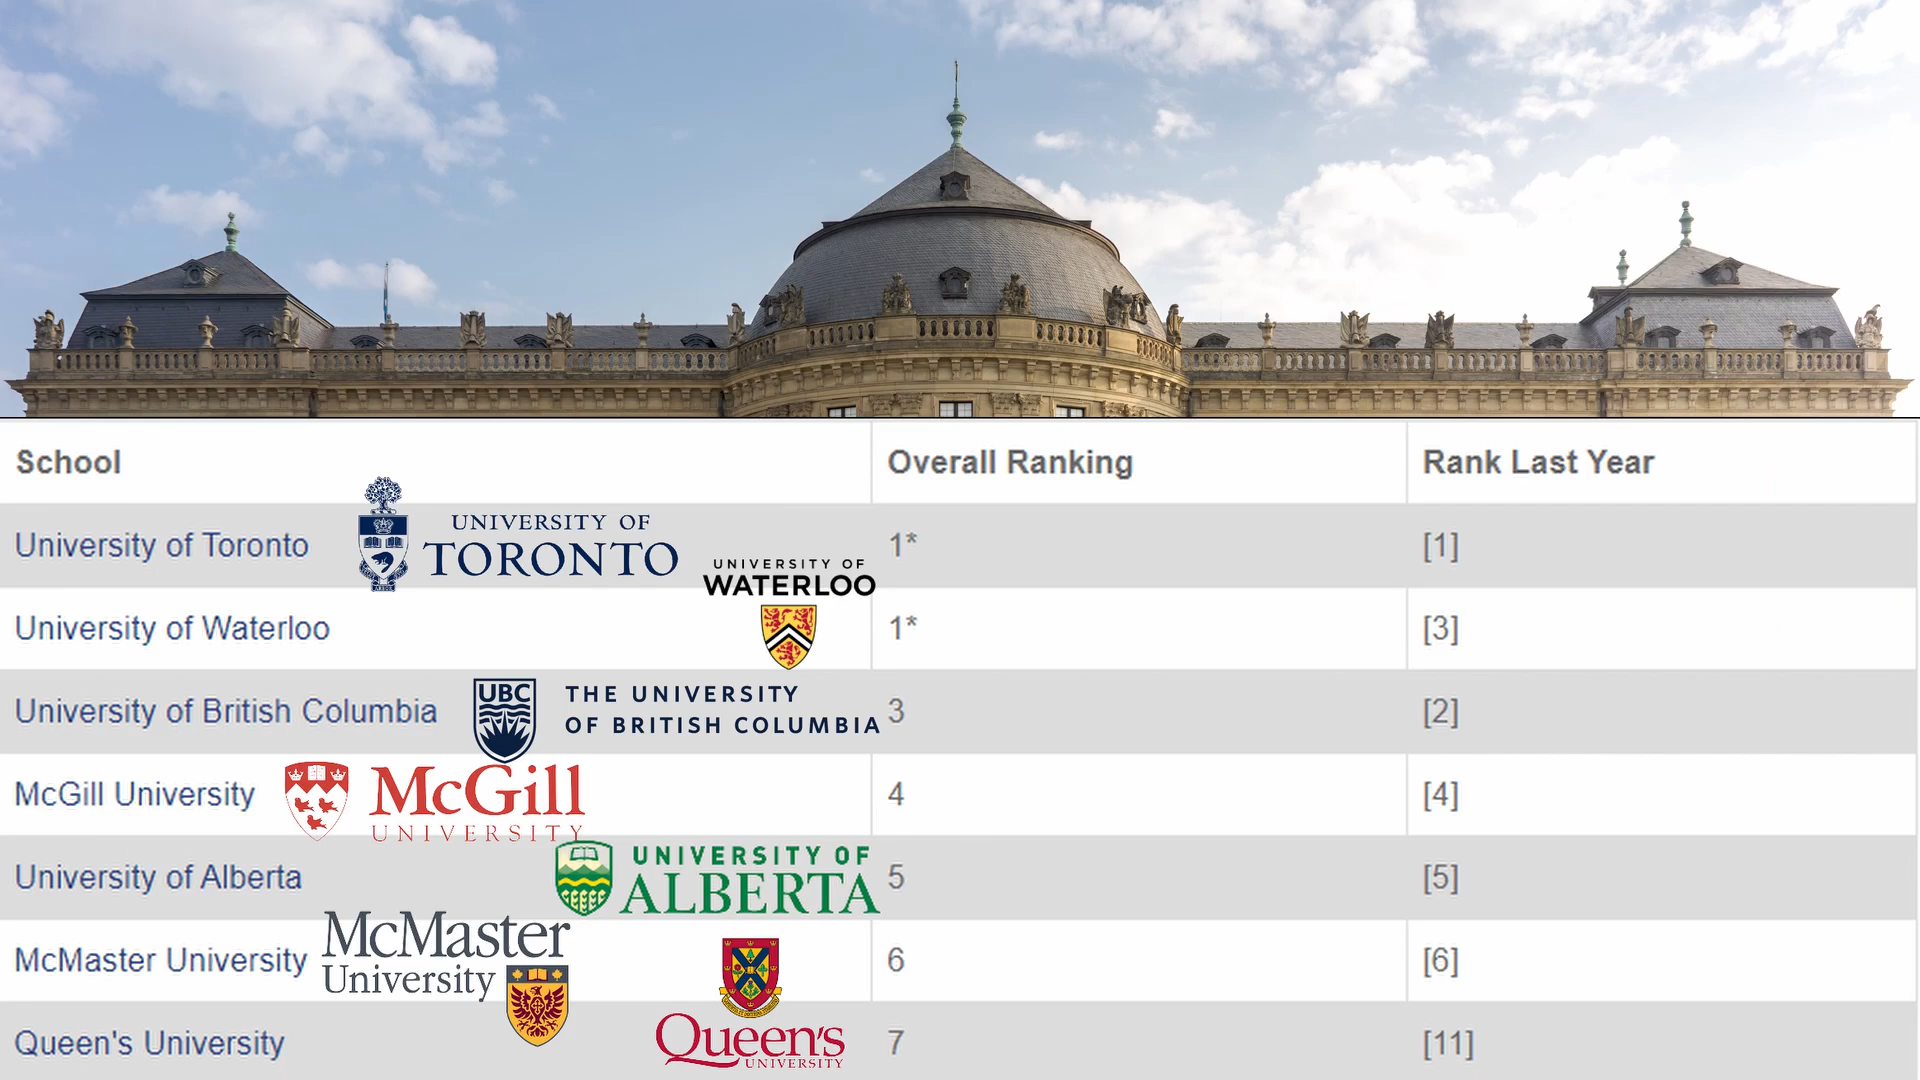 School Overall Ranking Rank Last Year
University of Toronto 1* [1]
UNIVERSITY OF
TORONTO
UNIVERSITY OF
WATERLOO
University of Waterloo 1* [3]
University of British Columbia 3 [2]
UBC
THE UNIVERSITY
OF BRITISH COLUMBIA
McGill University 4 [4]
McGill
UNIVERSITY
University of Alberta 5 [5]
UNIVERSITY OF
ALBERTA
McMaster University 6 [6]
McMaster
University
Queen's University 7 [11]
Queen's
UNIVERSITY